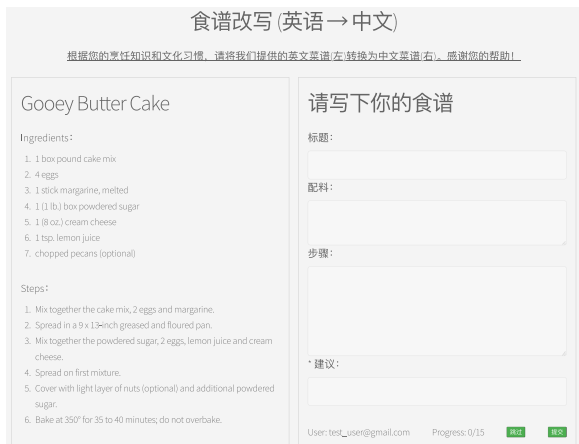 食谱改写 (英语→中文)
根据您的烹饪知识和文化习惯，请将我们提供的英文菜谱(左)转换为中文菜谱(右)。感谢您的帮助！
Gooey Butter Cake
Ingredients：
1. 1 box pound cake mix
2. 4 eggs
3. 1 stick margarine, melted
4. 1 (1 lb.) box powdered sugar
5. 1 (8 oz.) cream cheese
6. 1 tsp. lemon juice
7. chopped pecans (optional)
Steps：
1. Mix together the cake mix, 2 eggs and margarine.
2. Spread in a 9 x 13-inch greased and floured pan.
3. Mix together the powdered sugar, 2 eggs, lemon juice and cream
cheese.
4. Spread on first mixture.
5. Cover with light layer of nuts (optional) and additional powdered
sugar.
6. Bake at 350° for 35 to 40 minutes; do not overbake.
请写下你的食谱
标题：
配料：
步骤：
* 建议：
User: test_user@gmail.com Progress: 0/15 跳过 提交